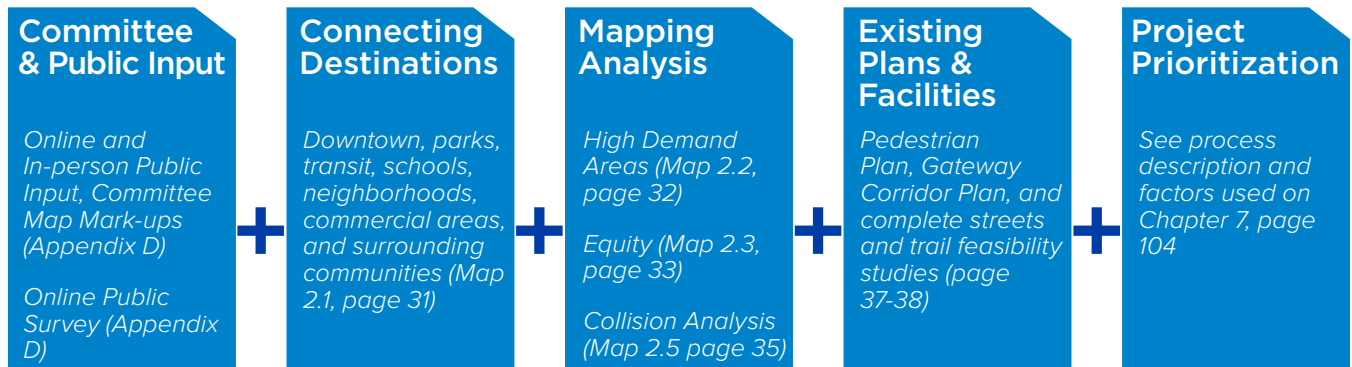 Committee
& Public Input
Online and
In-person Public
Input, Committee
Map Mark-ups
(Appendix D)
Online Public
Survey (Appendix
D)
+
Connecting
Destinations
Downtown, parks,
transit, schools,
neighborhoods,
commercial areas,
and surrounding
communities (Map
2.1, page 31)
+
Mapping
Analysis
High Demand
Areas (Map 2.2,
page 32)
Equity (Map 2.3,
page 33)
Collision Analysis
(Map 2.5 page 35)
+
Existing
Plans &
Facilities
Pedestrian
Plan, Gateway
Corridor Plan, and
complete streets
and trail feasibility
studies (page
37-38)
+
Project
Prioritization
See process
description and
factors used on
Chapter 7, page
104